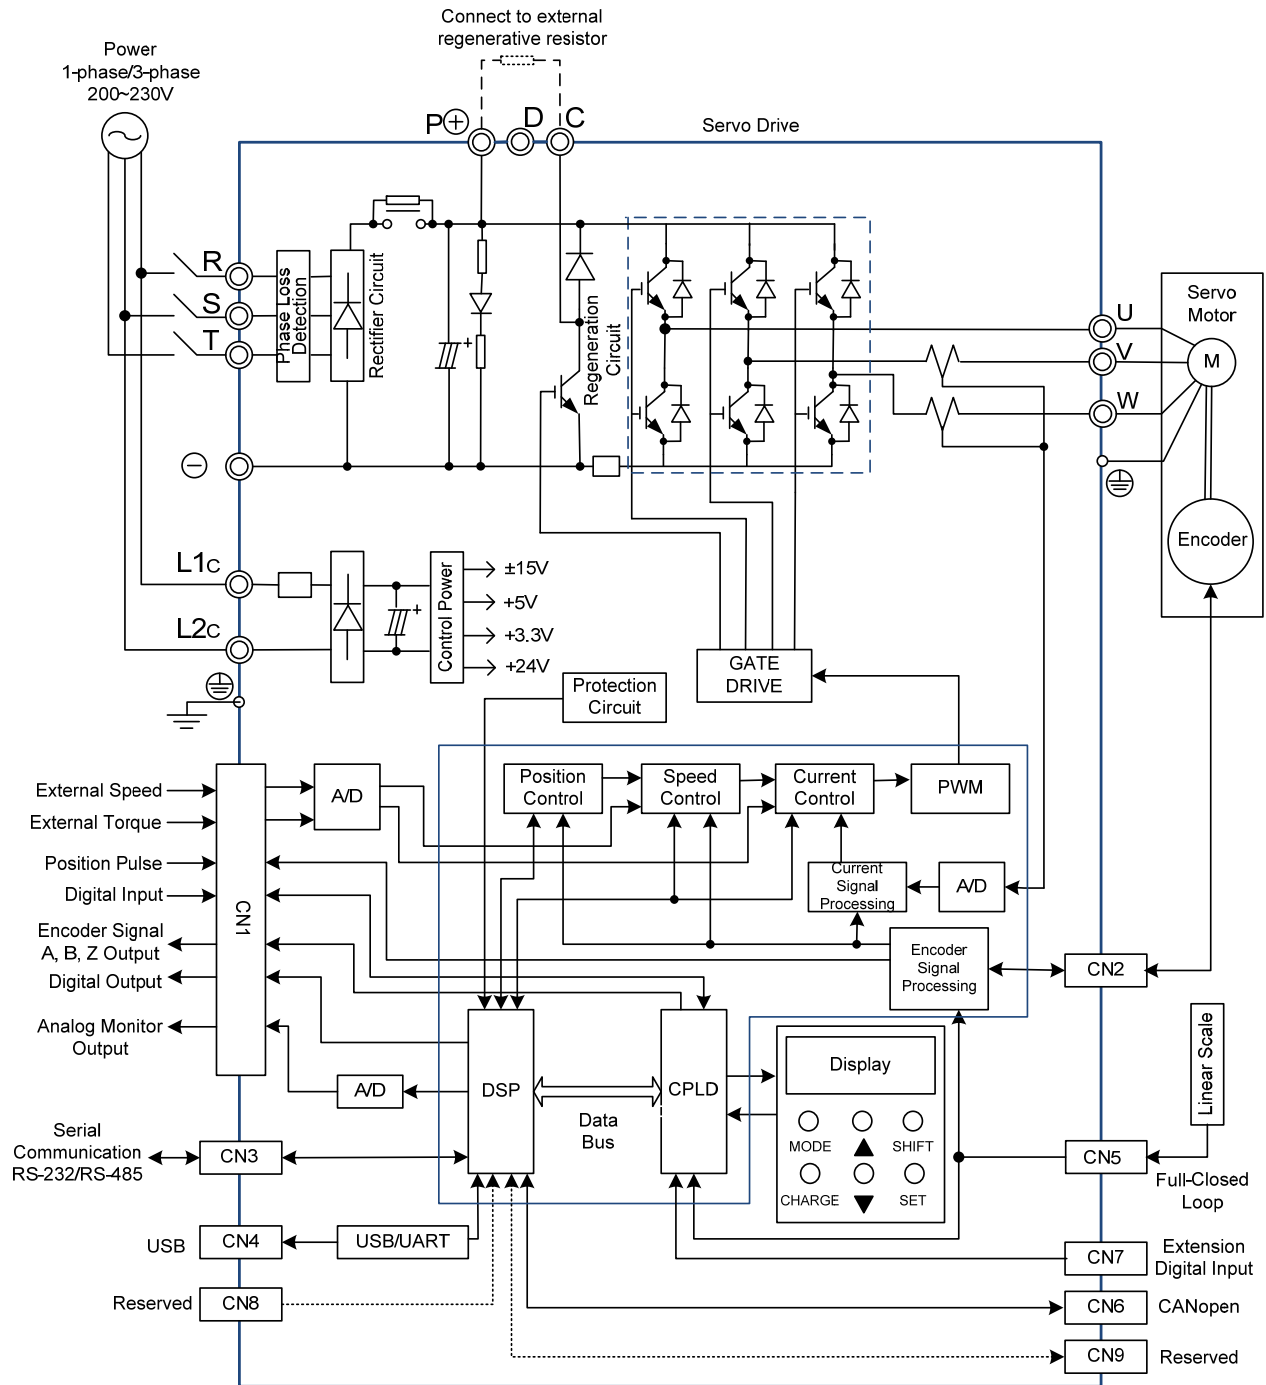 Connect to external
regenerative resistor
Power
1-phase/3-phase
200~230V
P
D
C
Servo Drive
R
S
T
Phase Loss
Detection
Rectifier Circuit
+
Regeneration
Circuit
U
V
W
Servo
Motor
M
Encoder
L1C
L2C
+
Control Power
±15V
+5V
+3.3V
+24V
GATE
DRIVE
Protection
Circuit
External Speed
External Torque
Position Pulse
Digital Input
Encoder Signal
A, B, Z Output
Digital Output
Analog Monitor
Output
CN1
A/D
Position
Control
Speed
Control
Current
Control
PWM
Current
Signal
Processing
A/D
Encoder
Signal
Processing
CN2
A/D
DSP
Data
Bus
CPLD
Display
MODE
SHIFT
CHARGE
SET
Linear Scale
Serial
Communication
RS-232/RS-485
CN3
CN5
Full-Closed
Loop
USB
CN4
USB/UART
CN7
Extension
Digital Input
Reserved
CN8
CN6
CANopen
CN9
Reserved